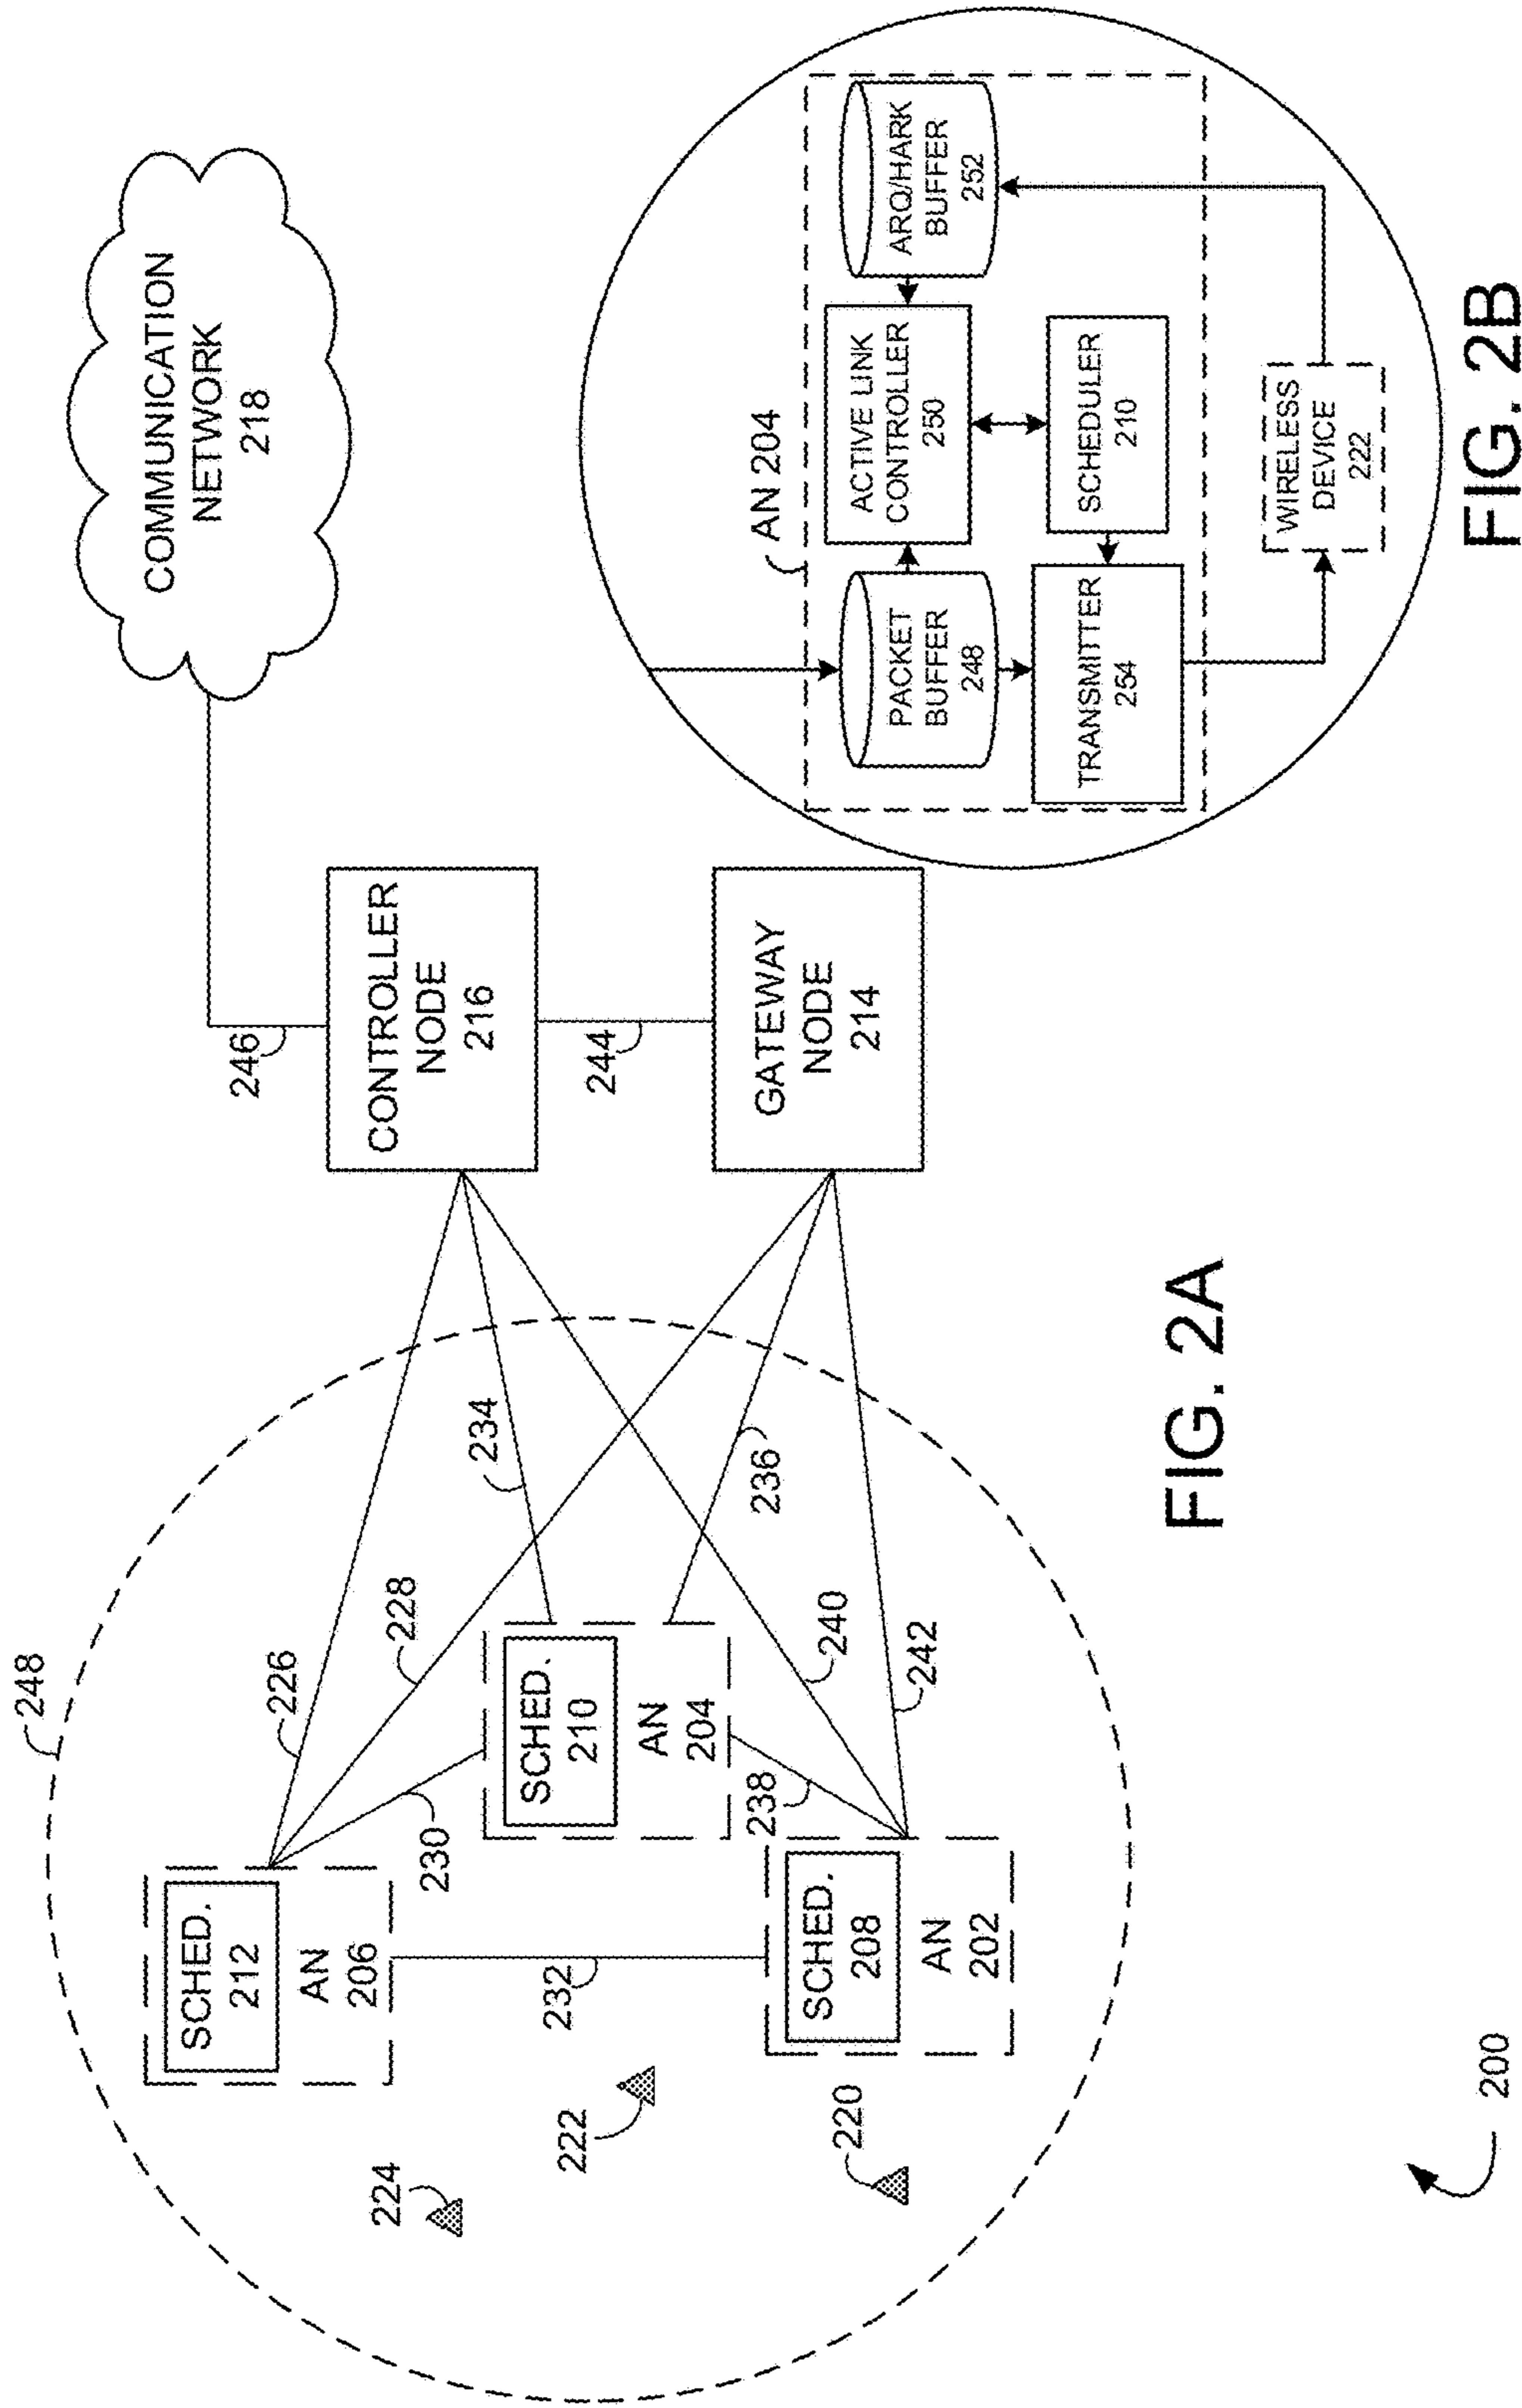 248
SCHED.
212
AN
206
226
228
230
232
234
SCHED.
210
AN
204
236
238
240
242
SCHED.
208
AN
202
224
222
220
200
CONTROLLER
NODE
216
246
244
GATEWAY
NODE
214
COMMUNICATION
NETWORK
218
FIG. 2A
AN 204
PACKET
BUFFER
248
ACTIVE LINK
CONTROLLER
250
ARQ/HARK
BUFFER
252
TRANSMITTER
254
SCHEDULER
210
WIRELESS
DEVICE
222
FIG. 2B